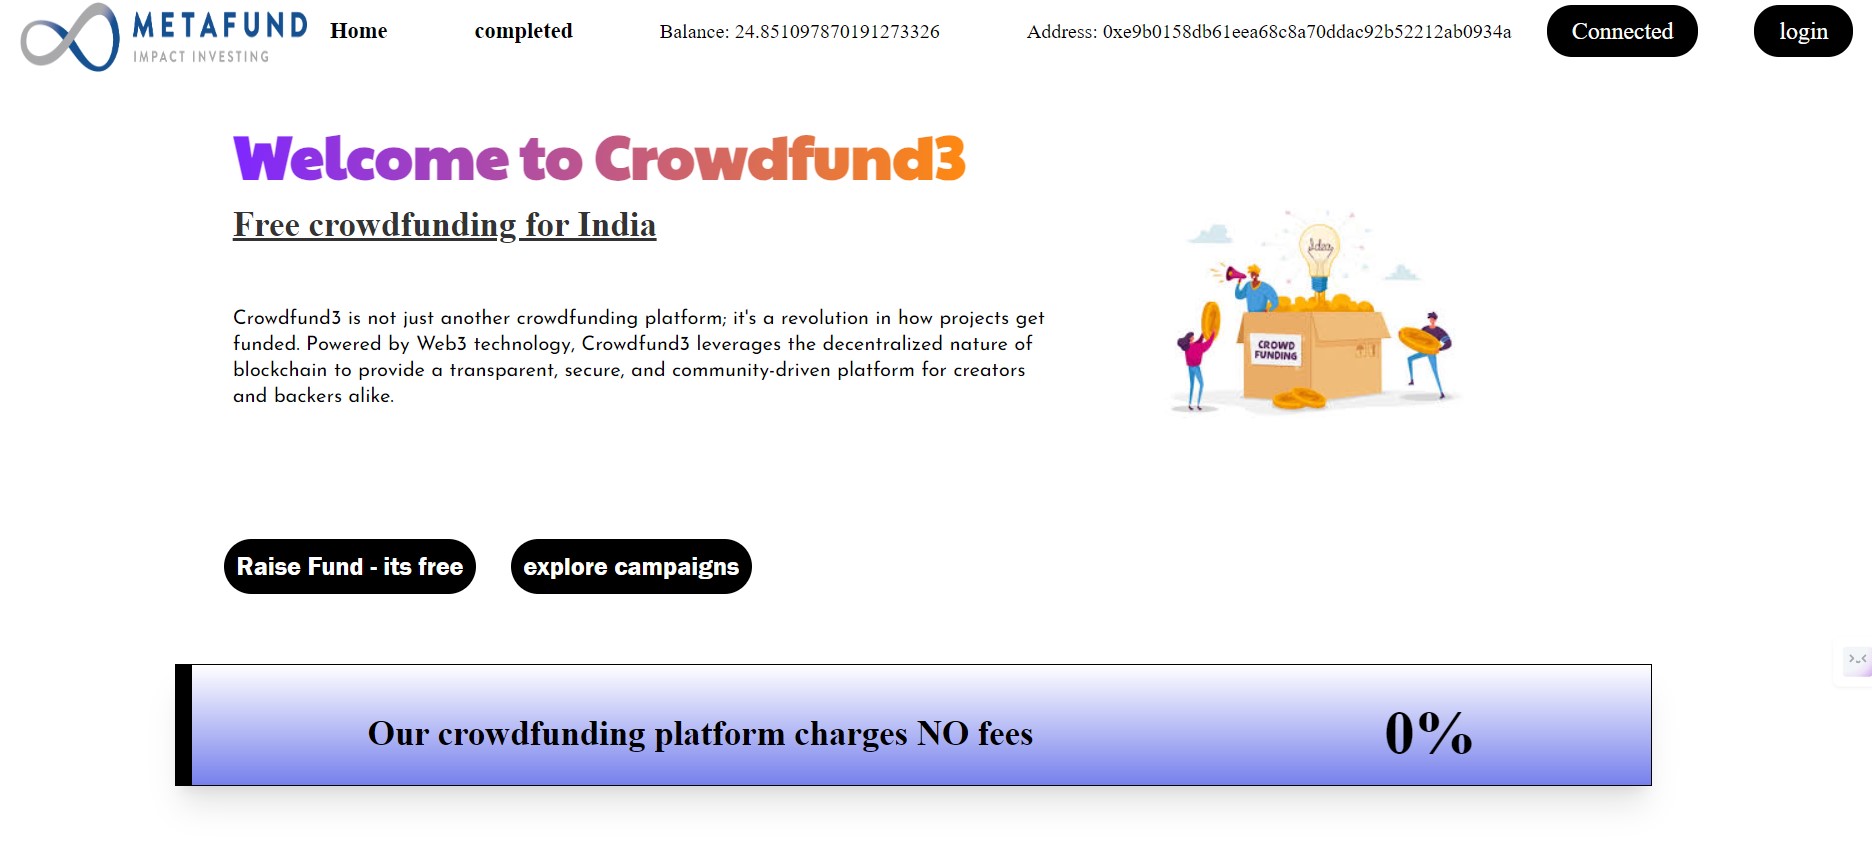 METAFUND
IMPACT INVESTING
Home
completed
Balance: 24.851097870191273326
Address: 0xe9b0158db61eea68c8a70ddac92b52212ab0934a
Connected
login
Welcome to Crowdfund3
Free crowdfunding for India
Crowdfund3 is not just another crowdfunding platform; it's a revolution in how projects get
funded. Powered by Web3 technology, Crowdfund3 leverages the decentralized nature of
blockchain to provide a transparent, secure, and community-driven platform for creators
and backers alike.
Idea
CROWD
FUNDING
Raise Fund - its free
explore campaigns
Our crowdfunding platform charges NO fees
0%